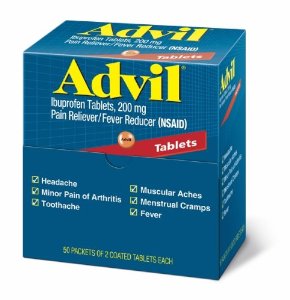 Advil®
Ibuprofen Tablets, 200 mg
Pain Reliever/Fever Reducer (NSAID)
Advil
Tablets
Headache
Minor Pain of Arthritis
Toothache
Muscular Aches
Menstrual Cramps
Fever
50 PACKETS OF 2 COATED TABLETS EACH